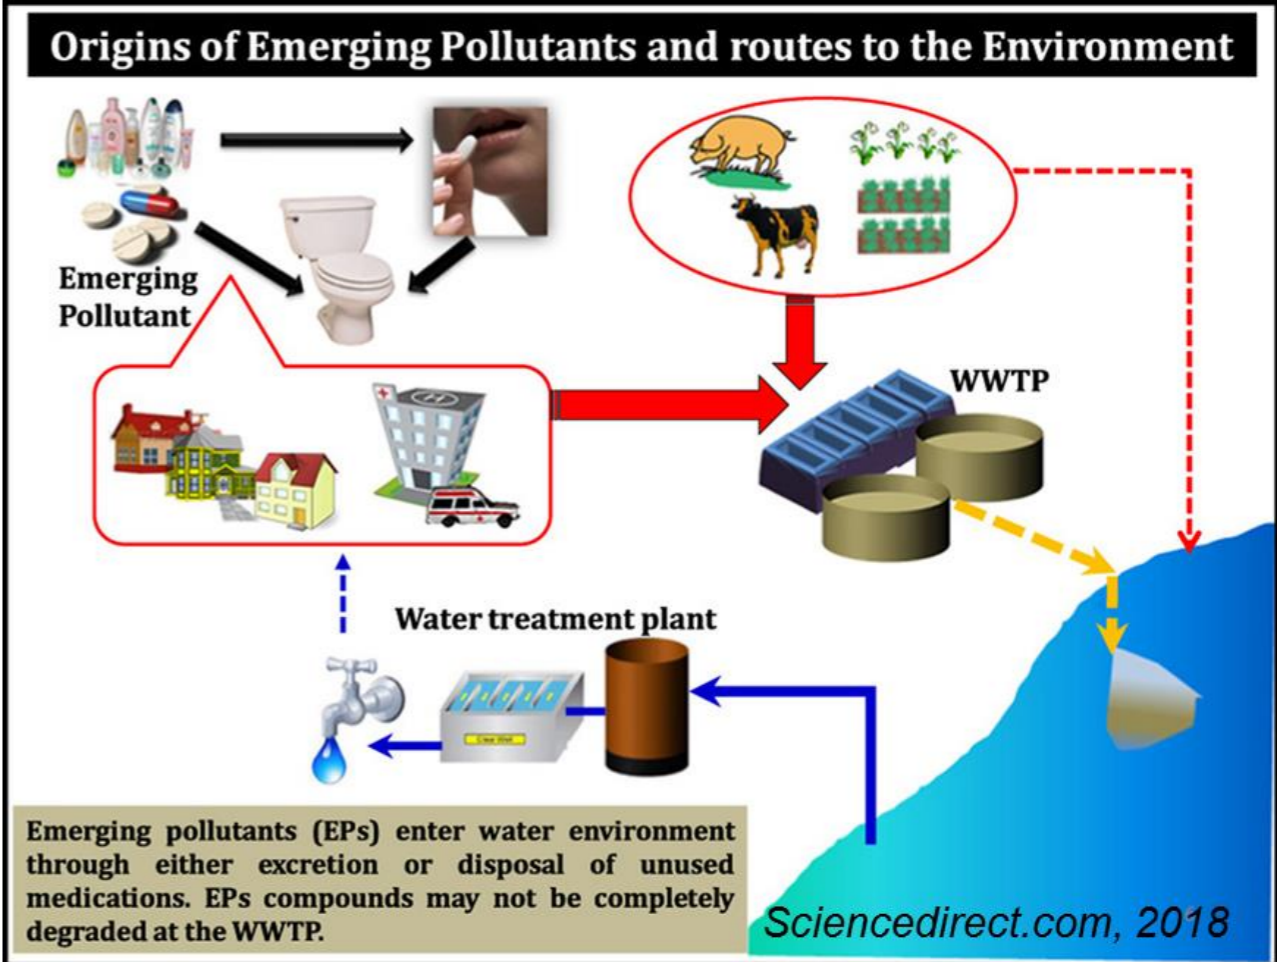 Origins of Emerging Pollutants and routes to the Environment
Emerging
Pollutant
WWTP
Water treatment plant
Clear Well
Emerging pollutants (EPs) enter water environment
through either excretion or disposal of unused
medications. EPs compounds may not be completely
degraded at the WWTP.
Sciencedirect.com, 2018